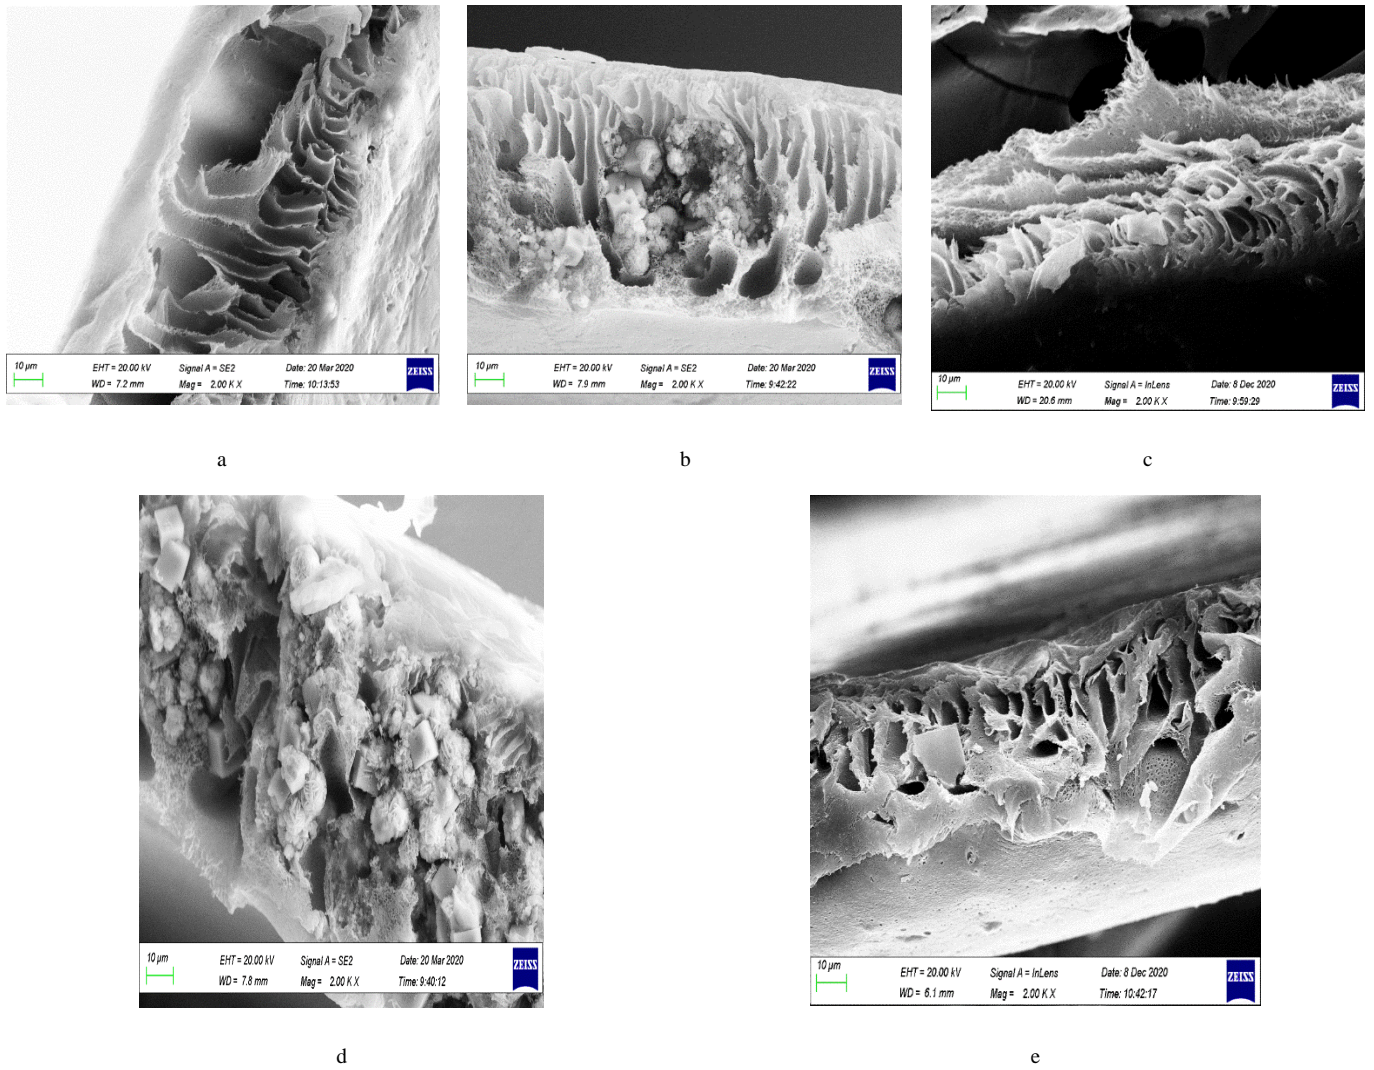 10 µm
EHT = 20.00 kV Signal A = SE2 Date: 20 Mar 2020
WD = 7.2 mm Mag = 2.00 K X Time: 10:13:53
ZEISS
10 µm
EHT = 20.00 kV Signal A = SE2 Date: 20 Mar 2020
WD = 7.9 mm Mag = 2.00 K X Time: 9:42:22
ZEISS
10 µm
EHT = 20.00 kV Signal A = InLens Date: 8 Dec 2020
WD = 20.6 mm Mag = 2.00 K X Time: 9:59:29
ZEISS
a
b
c
10 µm
EHT = 20.00 kV Signal A = SE2 Date: 20 Mar 2020
WD = 7.8 mm Mag = 2.00 K X Time: 9:40:12
ZEISS
10 µm
EHT = 20.00 kV Signal A = InLens Date: 8 Dec 2020
WD = 6.1 mm Mag = 2.00 K X Time: 10:42:17
ZEISS
d
e